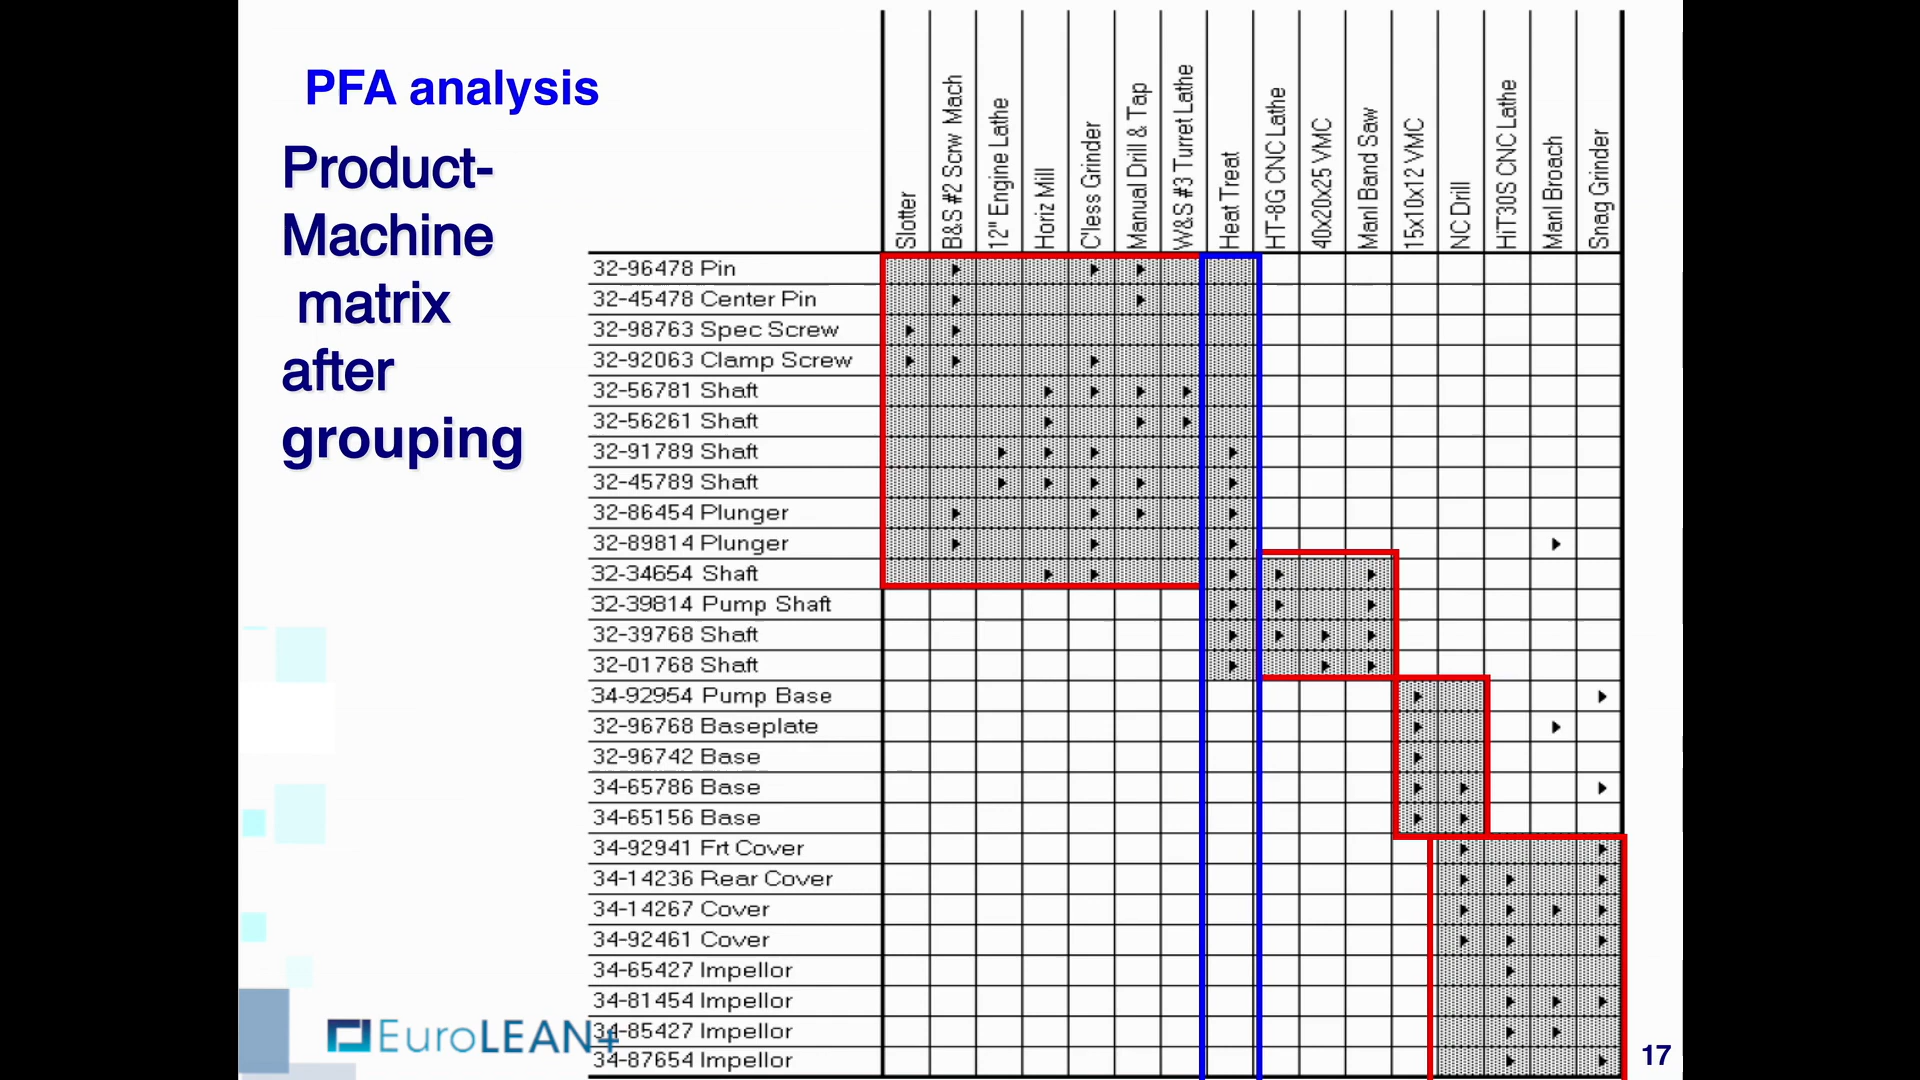 PFA analysis
Product-
Machine
matrix
after
grouping
Slotter
B&S #2 Scrw Mach
12" Engine Lathe
Horiz Mill
C'less Grinder
Manual Drill & Tap
W&S #3 Turret Lathe
Heat Treat
HT-8G CNC Lathe
40x20x25 VMC
Manl Band Saw
15x10x12 VMC
NC Drill
HiT30S CNC Lathe
Manl Broach
Snag Grinder
32-96478 Pin
32-45478 Center Pin
32-98763 Spec Screw
32-92063 Clamp Screw
32-56781 Shaft
32-56261 Shaft
32-91789 Shaft
32-45789 Shaft
32-86454 Plunger
32-89814 Plunger
32-34654 Shaft
32-39814 Pump Shaft
32-39768 Shaft
32-01768 Shaft
34-92954 Pump Base
32-96768 Baseplate
32-96742 Base
34-65786 Base
34-65156 Base
34-92941 Frt Cover
34-14236 Rear Cover
34-14267 Cover
34-92461 Cover
34-65427 Impellor
34-81454 Impellor
34-85427 Impellor
34-87654 Impellor
EuroLEAN+
17